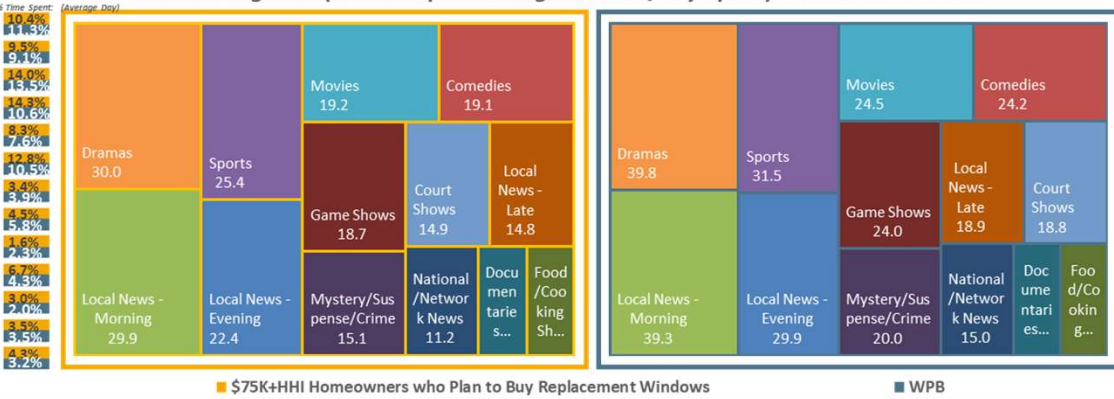 % Time Spent: (Average Day)
10.4%
11.3%
9.5%
9.1%
14.0%
13.5%
14.3%
10.6%
8.3%
7.6%
12.8%
10.5%
3.4%
3.9%
4.5%
5.8%
1.6%
2.3%
6.7%
4.3%
3.0%
2.0%
3.5%
3.5%
4.3%
3.2%
Dramas
30.0
Local News -
Morning
29.9
Sports
25.4
Local News -
Evening
22.4
Movies
19.2
Comedies
19.1
Game Shows
18.7
Mystery/Sus
pense/Crime
15.1
Court
Shows
14.9
Local
News -
Late
14.8
National
/Networ
k News
11.2
Docu
men
tarie
s...
Food
/Coo
king
Sh...
Dramas
39.8
Local News -
Morning
39.3
Sports
31.5
Local News -
Evening
29.9
Movies
24.5
Comedies
24.2
Game Shows
24.0
Mystery/Sus
pense/Crime
20.0
Local
News -
Late
18.9
Court
Shows
18.8
National
/Networ
k News
15.0
Doc
ume
ntari
es...
Foo
d/Co
okin
g...
$75K+HHI Homeowners who Plan to Buy Replacement Windows
WPB